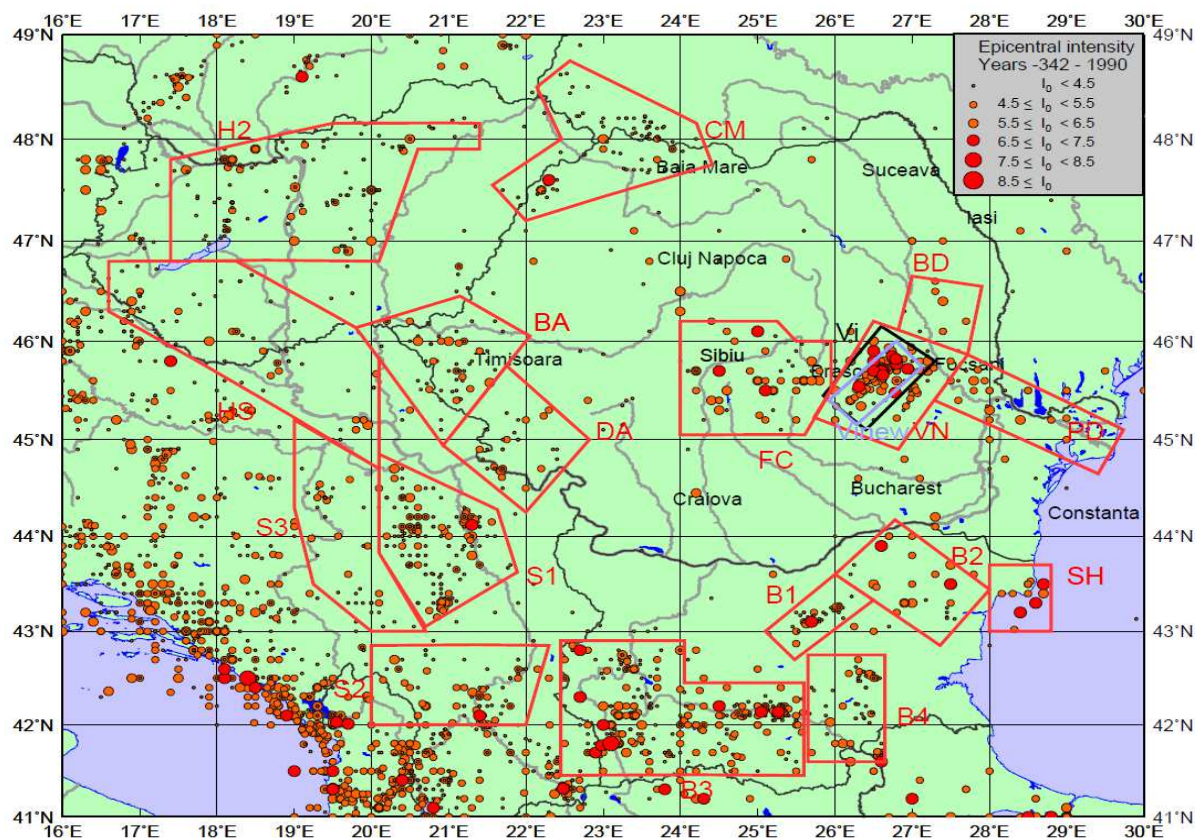 16°E 17°E 18°E 19°E 20°E 21°E 22°E 23°E 24°E 25°E 26°E 27°E 28°E 29°E 30°E
49°N 49°N
Epicentral intensity
Years -342 - 1990
I₀ < 4.5
4.5 ≤ I₀ < 5.5
5.5 ≤ I₀ < 6.5
6.5 ≤ I₀ < 7.5
7.5 ≤ I₀ < 8.5
8.5 ≤ I₀
48°N H2 CM 48°N
Baia Mare Suceava
Iasi
47°N 47°N
Cluj Napoca BD
46°N BA Vi 46°N
Timisoara Sibiu Brasov Focsani
HS DA Vinew VN PD
45°N 45°N
FC
Craiova Bucharest
Constanta
44°N S3 44°N
S1 B1 B2 SH
43°N 43°N
S2
42°N B4 42°N
B3
41°N 41°N
16°E 17°E 18°E 19°E 20°E 21°E 22°E 23°E 24°E 25°E 26°E 27°E 28°E 29°E 30°E